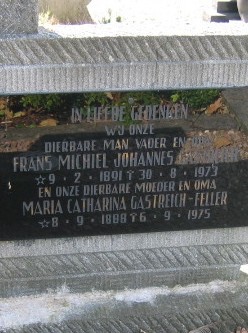 IN LIEFDE GEDENKEN
WIJ ONZE
DIERBARE MAN, VADER EN OPA
FRANS MICHIEL JOHANNES
☆9 - 2 - 1891 † 30 - 8 - 1973
EN ONZE DIERBARE MOEDER EN OMA
MARIA CATHARINA GASTREICH-FELLER
☆8 - 9 - 1888 † 6 - 9 - 1975